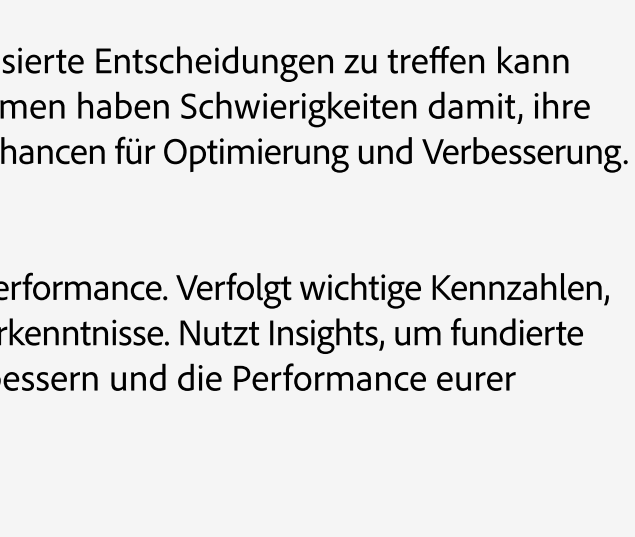 sierte Entscheidungen zu treffen kann
men haben Schwierigkeiten damit, ihre
hancen für Optimierung und Verbesserung.
erformance. Verfolgt wichtige Kennzahlen,
rkenntnisse. Nutzt Insights, um fundierte
bessern und die Performance eurer